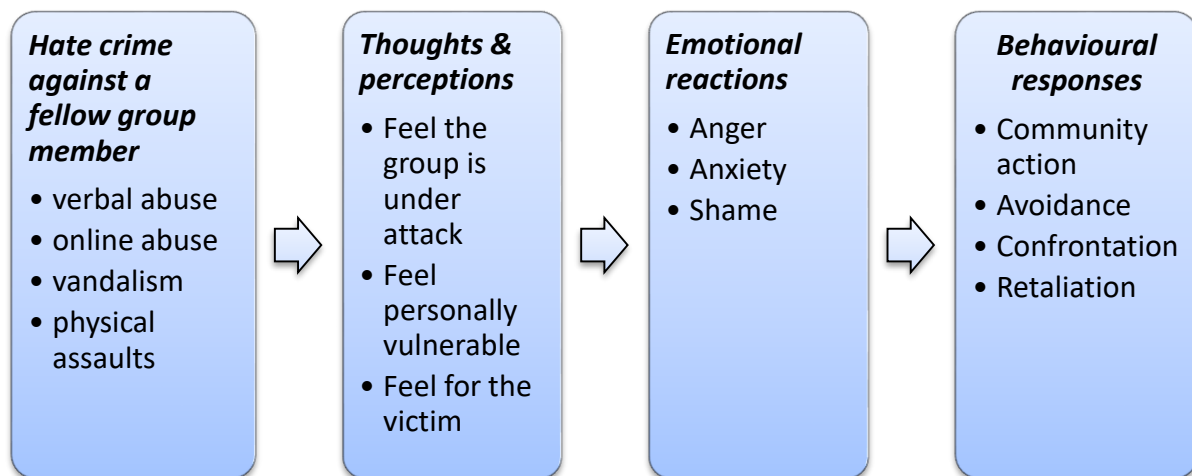 Hate crime
against a
fellow group
member
• verbal abuse
• online abuse
• vandalism
• physical
assaults
Thoughts &
perceptions
• Feel the
group is
under
attack
• Feel
personally
vulnerable
• Feel for the
victim
Emotional
reactions
• Anger
• Anxiety
• Shame
Behavioural
responses
• Community
action
• Avoidance
• Confrontation
• Retaliation